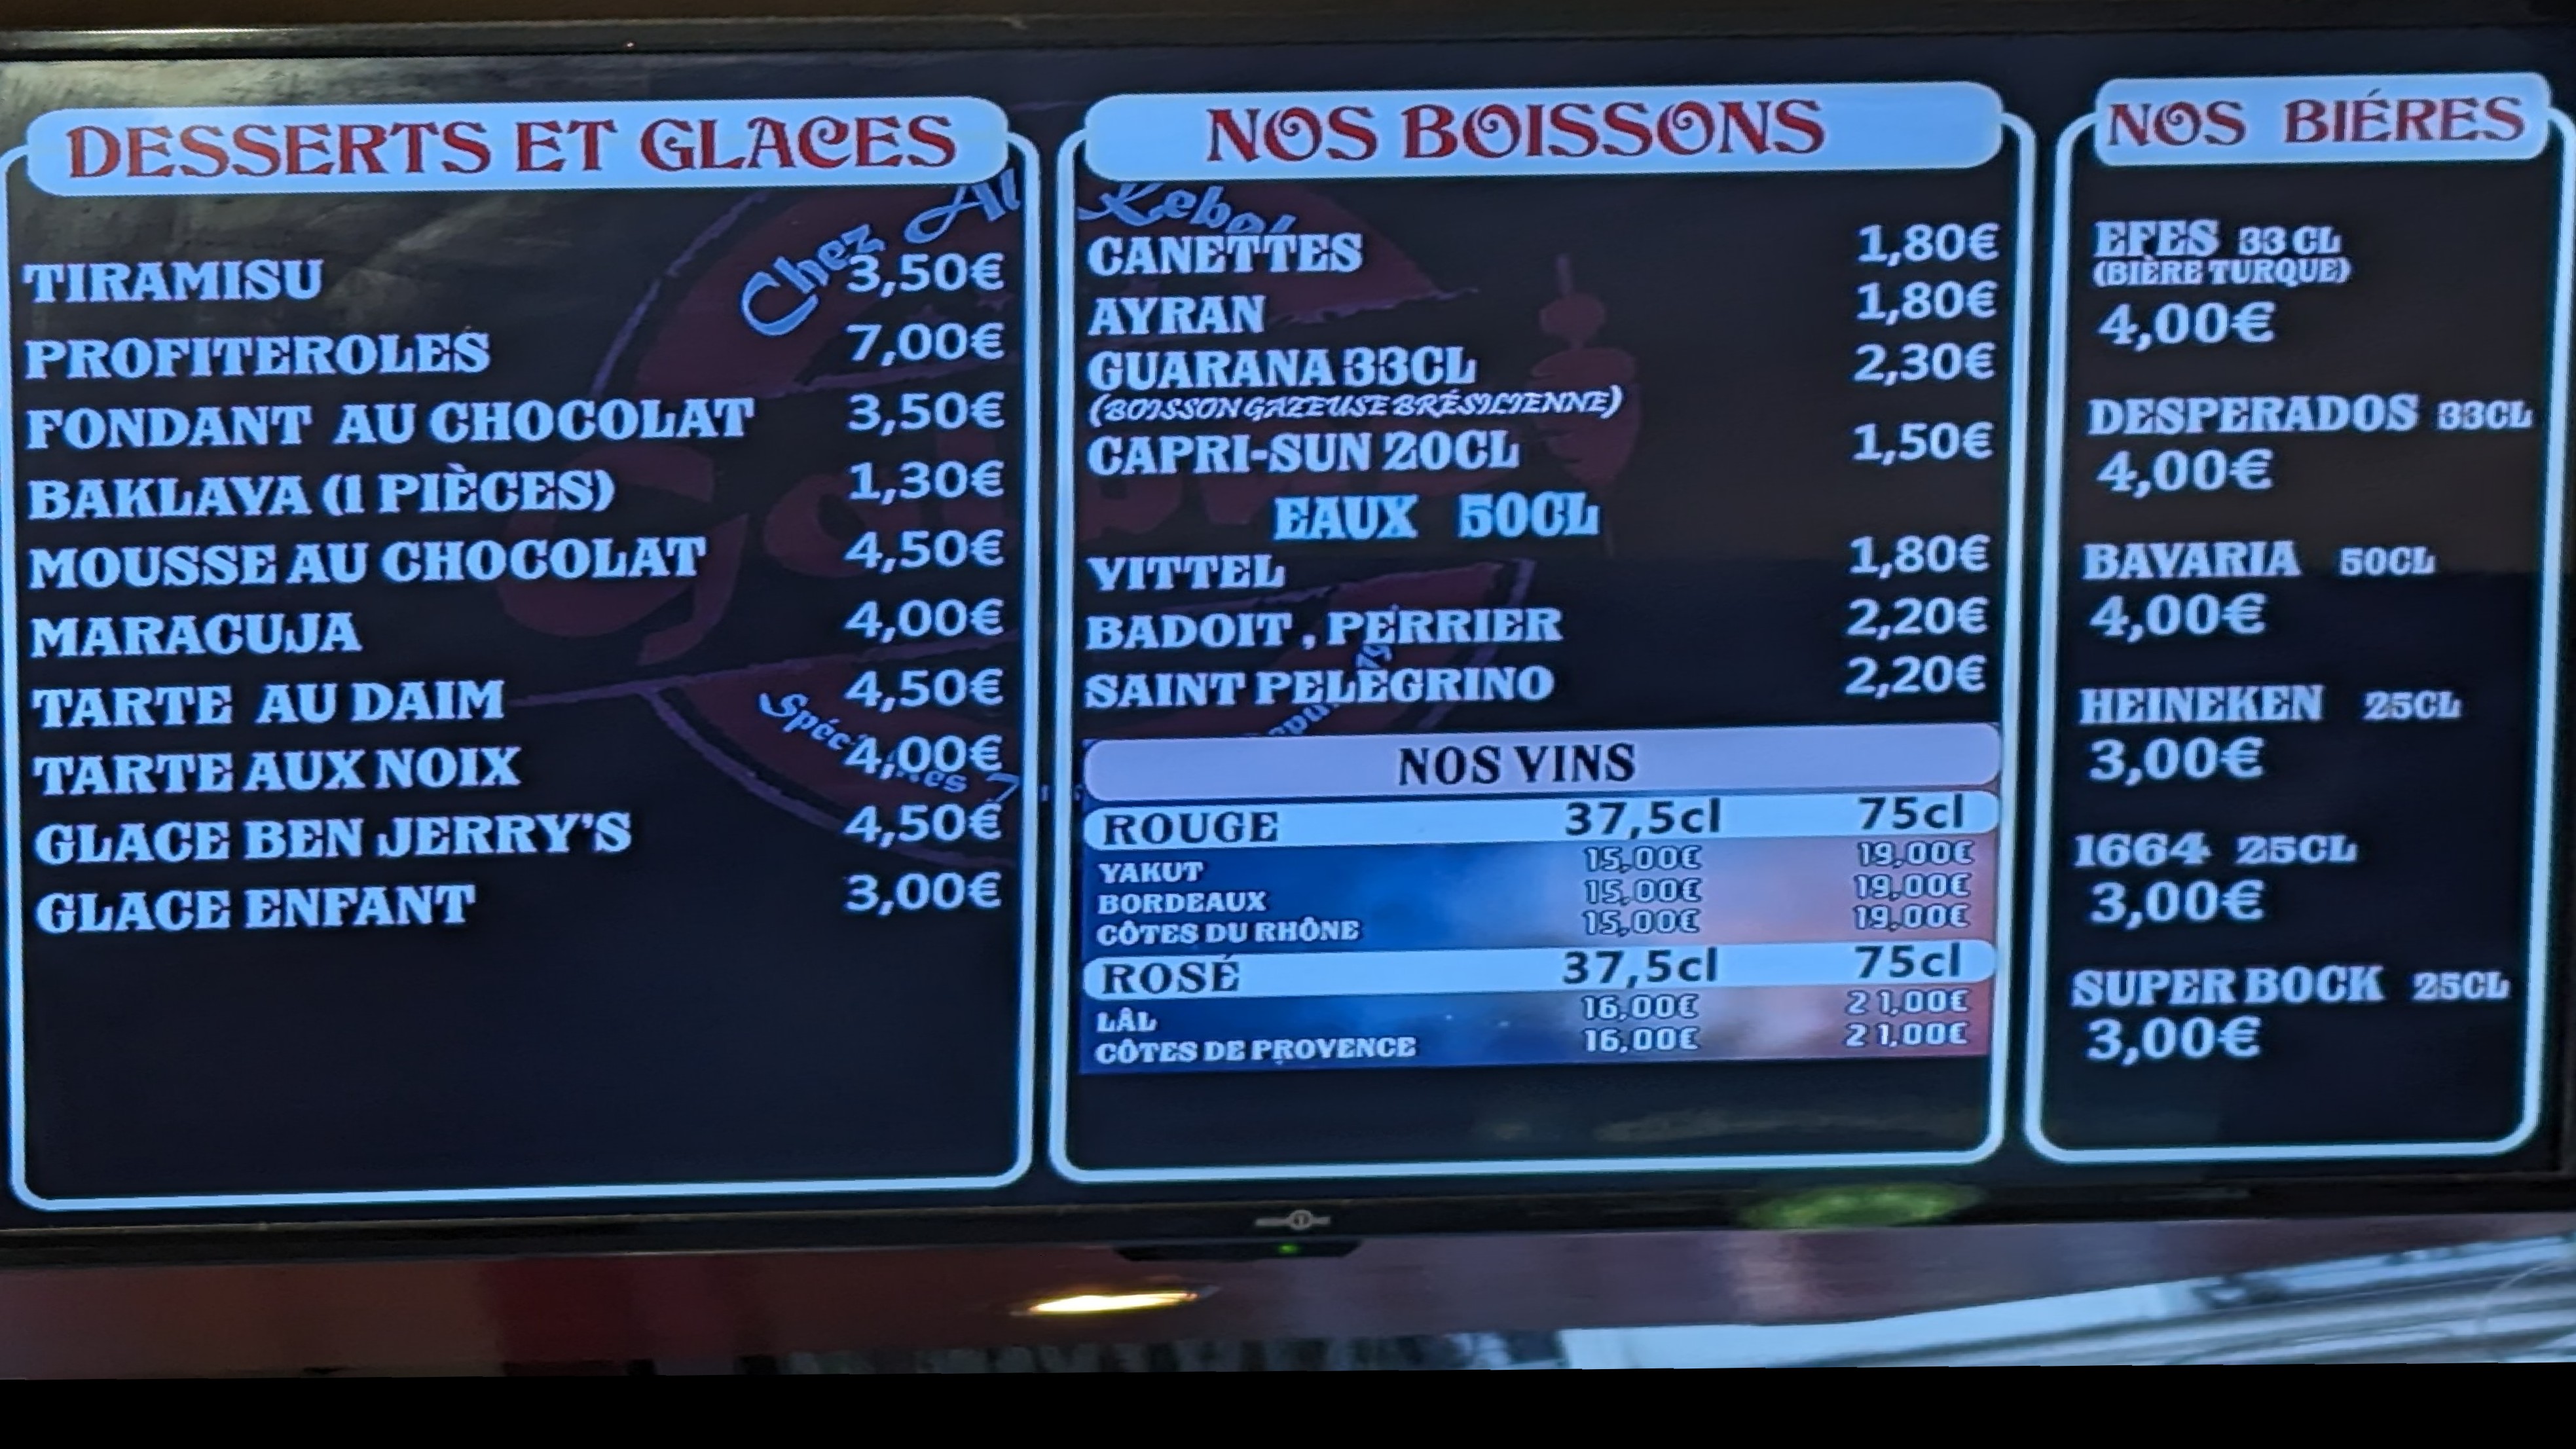 DESSERTS ET GLACES
TIRAMISU 3,50€
PROFITEROLES 7,00€
FONDANT AU CHOCOLAT 3,50€
BAKLAVA (1 PIÈCES) 1,30€
MOUSSE AU CHOCOLAT 4,50€
MARACUJA 4,00€
TARTE AU DAIM 4,50€
TARTE AUX NOIX 4,00€
GLACE BEN JERRY'S 4,50€
GLACE ENFANT 3,00€
Chez
NOS BOISSONS
CANETTES 1,80€
AYRAN 1,80€
GUARANA 33CL 2,30€
(BOISSON GAZEUSE BRÉSILIENNE)
CAPRI-SUN 20CL 1,50€
EAUX 50CL
VITTEL 1,80€
BADOIT , PERRIER 2,20€
SAINT PELEGRINO 2,20€
NOS VINS
ROUGE 37,5cl 75cl
YAKUT 15,00€ 19,00€
BORDEAUX 15,00€ 19,00€
CÔTES DU RHÔNE 15,00€ 19,00€
ROSÉ 37,5cl 75cl
LÂL 16,00€ 21,00€
CÔTES DE PROVENCE 16,00€ 21,00€
NOS BIÉRES
EFES 33 CL
(BIÈRE TURQUE)
4,00€
DESPERADOS 33CL
4,00€
BAVARIA 50CL
4,00€
HEINEKEN 25CL
3,00€
1664 25CL
3,00€
SUPER BOCK 25CL
3,00€